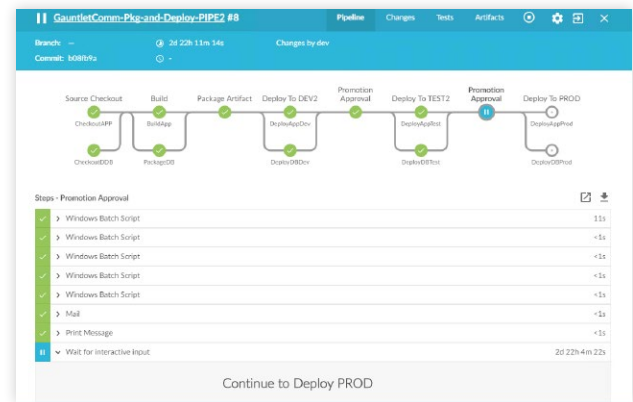 GauntletComm-Pkg-and-Deploy-PIPE2 #8
Pipeline Changes Tests Artifacts
Branch: — 2d 22h 11m 14s Changes by dev
Commit: b08fb9a -
Source Checkout Build Package Artifact Deploy To DEV2 Promotion Approval Deploy To TEST2 Promotion Approval Deploy To PROD
CheckoutAPP BuildApp DeployAppDev DeployAppTest DeployAppProd
CheckoutDDB PackageDB DeployDBDev DeployDBTest DeployDBProd
Steps - Promotion Approval
Windows Batch Script 11s
Windows Batch Script <1s
Windows Batch Script <1s
Windows Batch Script <1s
Windows Batch Script <1s
Mail <1s
Print Message <1s
Wait for interactive input 2d 22h 4m 22s
Continue to Deploy PROD